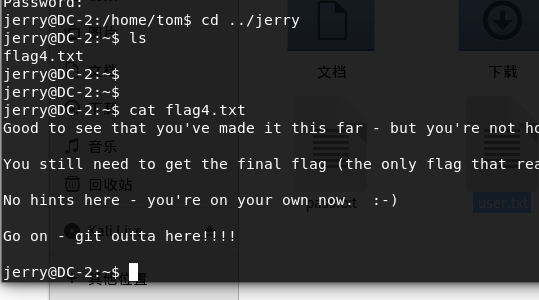 Password:
jerry@DC-2:/home/tom$ cd ../jerry
jerry@DC-2:~$ ls
flag4.txt
jerry@DC-2:~$
jerry@DC-2:~$
jerry@DC-2:~$ cat flag4.txt
Good to see that you've made it this far - but you're not ho
You still need to get the final flag (the only flag that rea
No hints here - you're on your own now.  :-)
Go on - git outta here!!!!
jerry@DC-2:~$
文档
下载
音乐
回收站
user.txt
其他位置